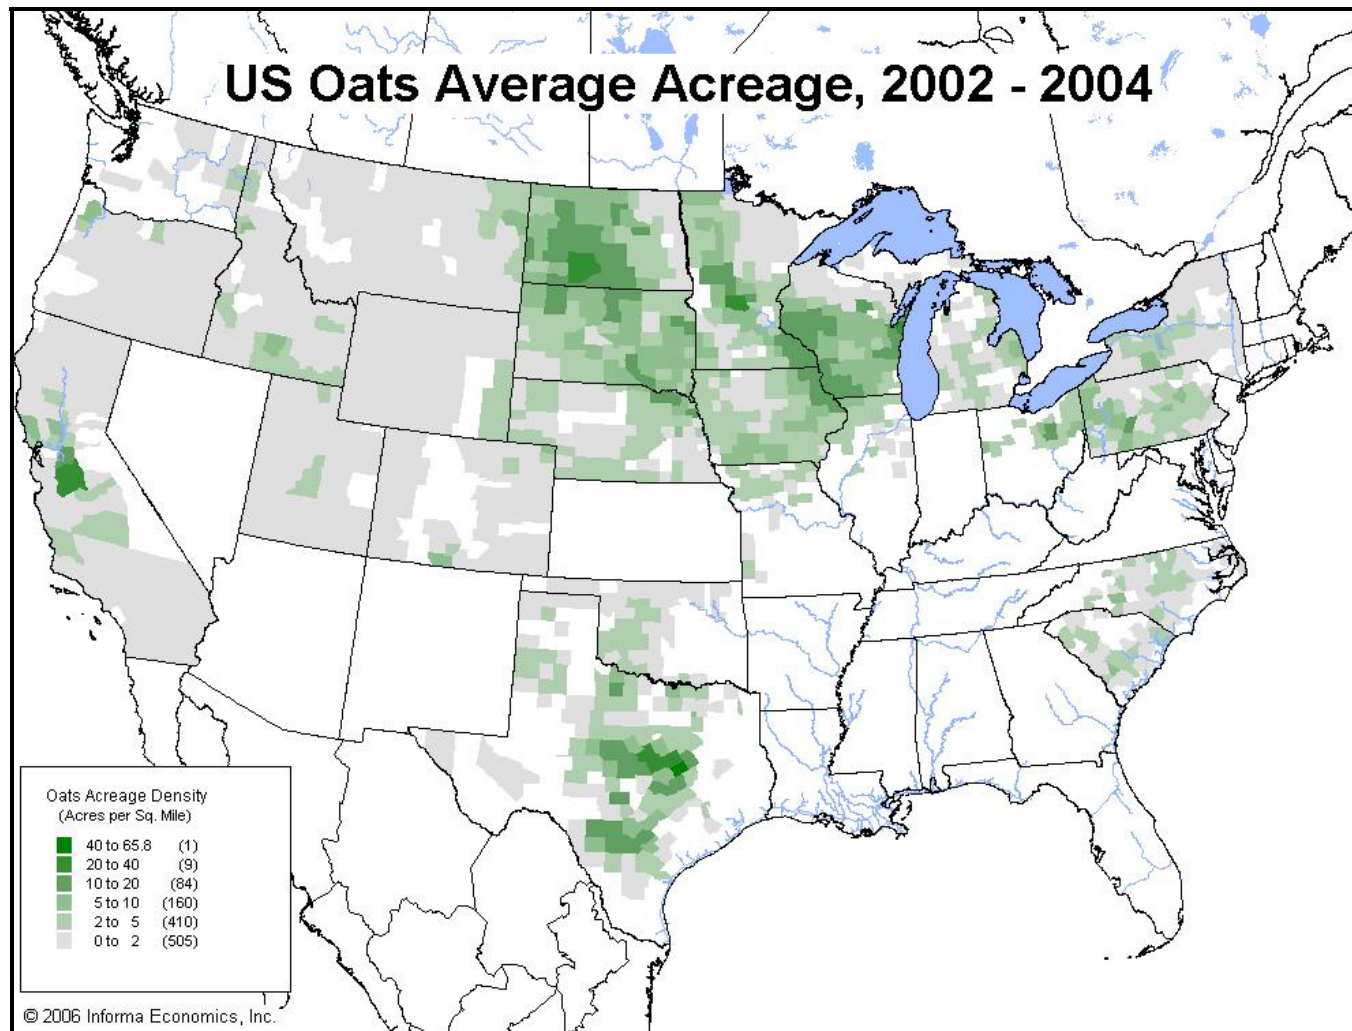 US Oats Average Acreage, 2002 - 2004
Oats Acreage Density
(Acres per Sq. Mile)
40 to 65.8 (1)
20 to 40 (9)
10 to 20 (84)
5 to 10 (160)
2 to 5 (410)
0 to 2 (505)
© 2006 Informa Economics, Inc.